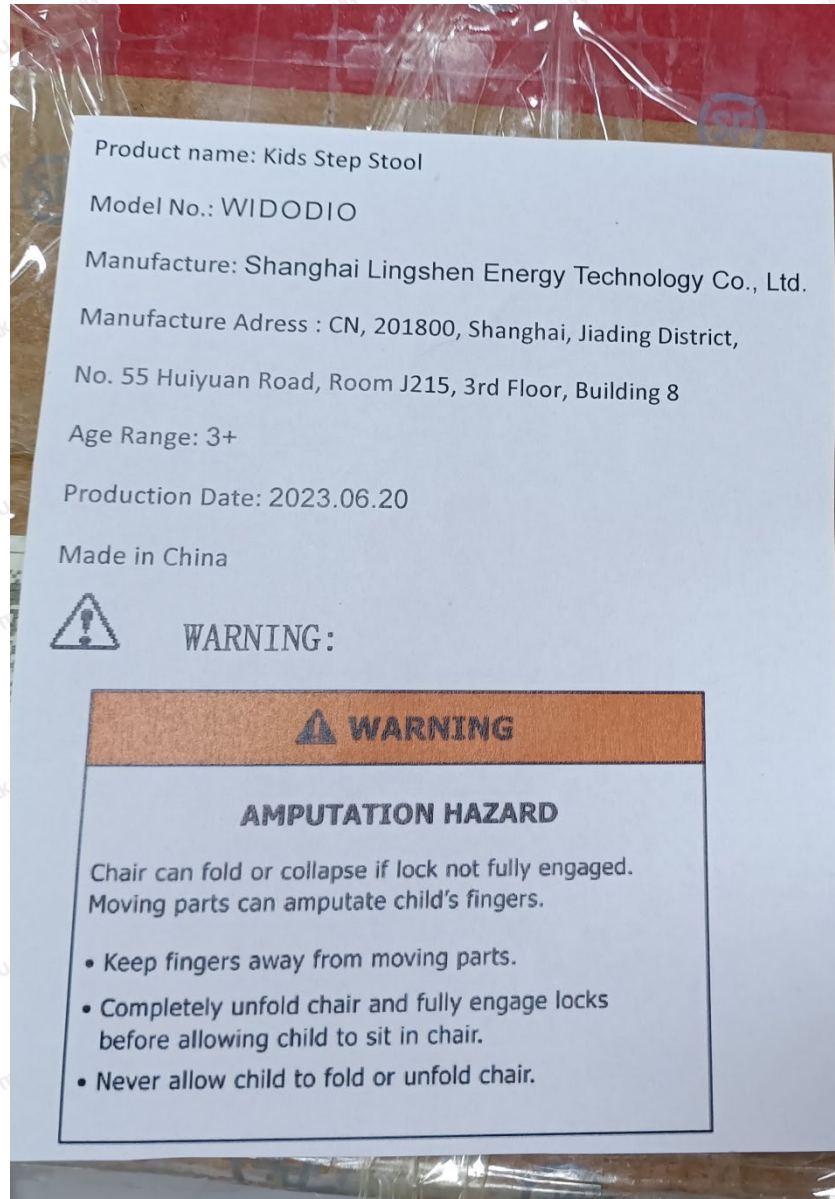 Product name: Kids Step Stool
Model No.: WIDODIO
Manufacture: Shanghai Lingshen Energy Technology Co., Ltd.
Manufacture Adress : CN, 201800, Shanghai, Jiading District,
No. 55 Huiyuan Road, Room J215, 3rd Floor, Building 8
Age Range: 3+
Production Date: 2023.06.20
Made in China
WARNING:
WARNING
AMPUTATION HAZARD
Chair can fold or collapse if lock not fully engaged.
Moving parts can amputate child's fingers.
• Keep fingers away from moving parts.
• Completely unfold chair and fully engage locks
before allowing child to sit in chair.
• Never allow child to fold or unfold chair.